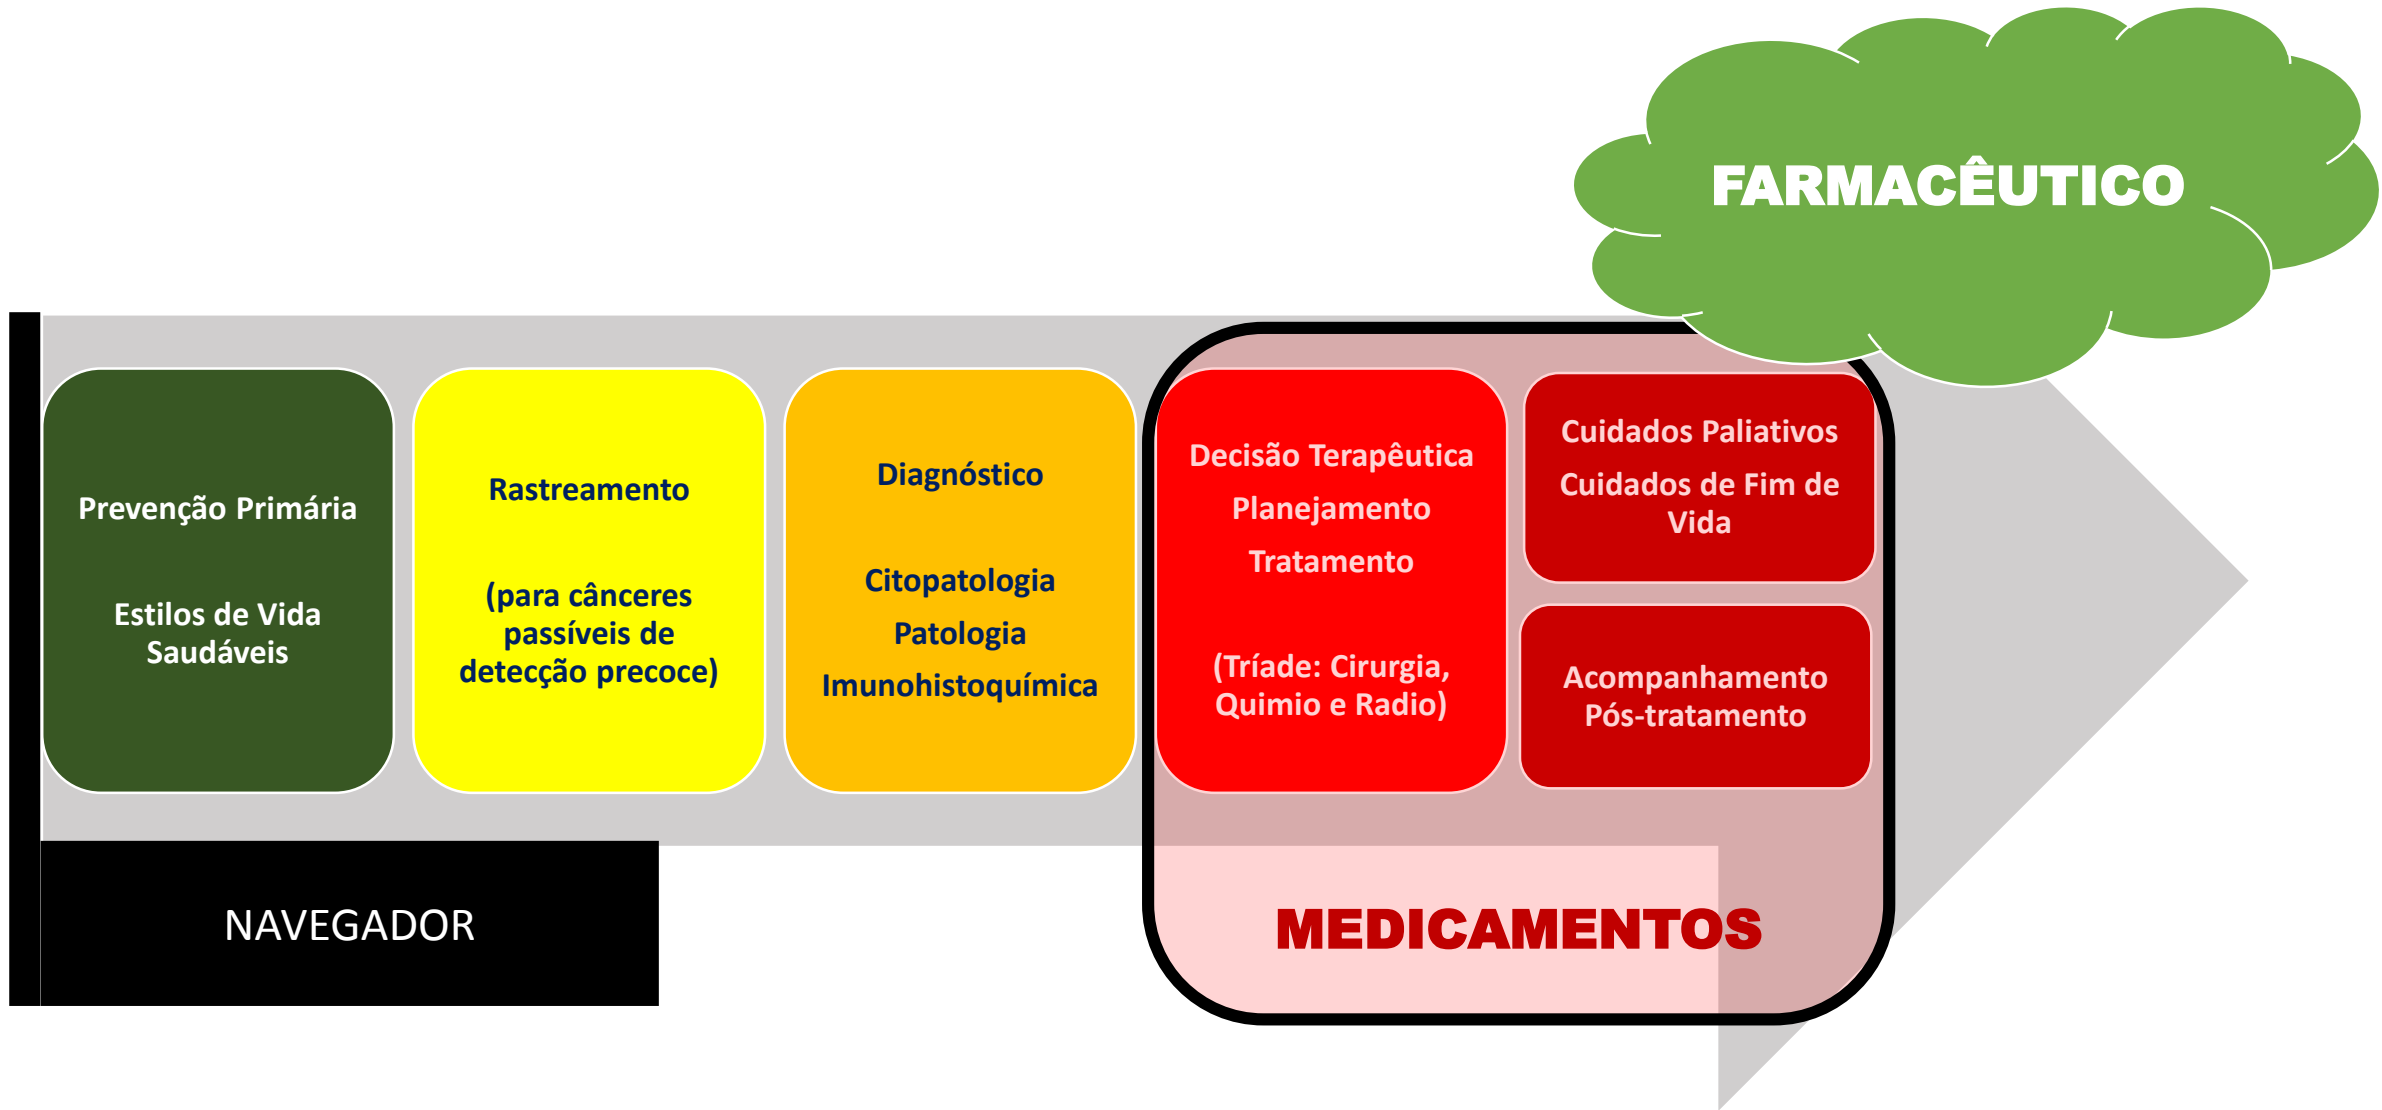 FARMACÊUTICO
Prevenção Primária
Estilos de Vida
Saudáveis
Rastreamento
(para cânceres
passíveis de
detecção precoce)
Diagnóstico
Citopatologia
Patologia
Imunohistoquímica
Decisão Terapêutica
Planejamento
Tratamento
(Tríade: Cirurgia,
Quimio e Radio)
Cuidados Paliativos
Cuidados de Fim de
Vida
Acompanhamento
Pós-tratamento
NAVEGADOR
MEDICAMENTOS